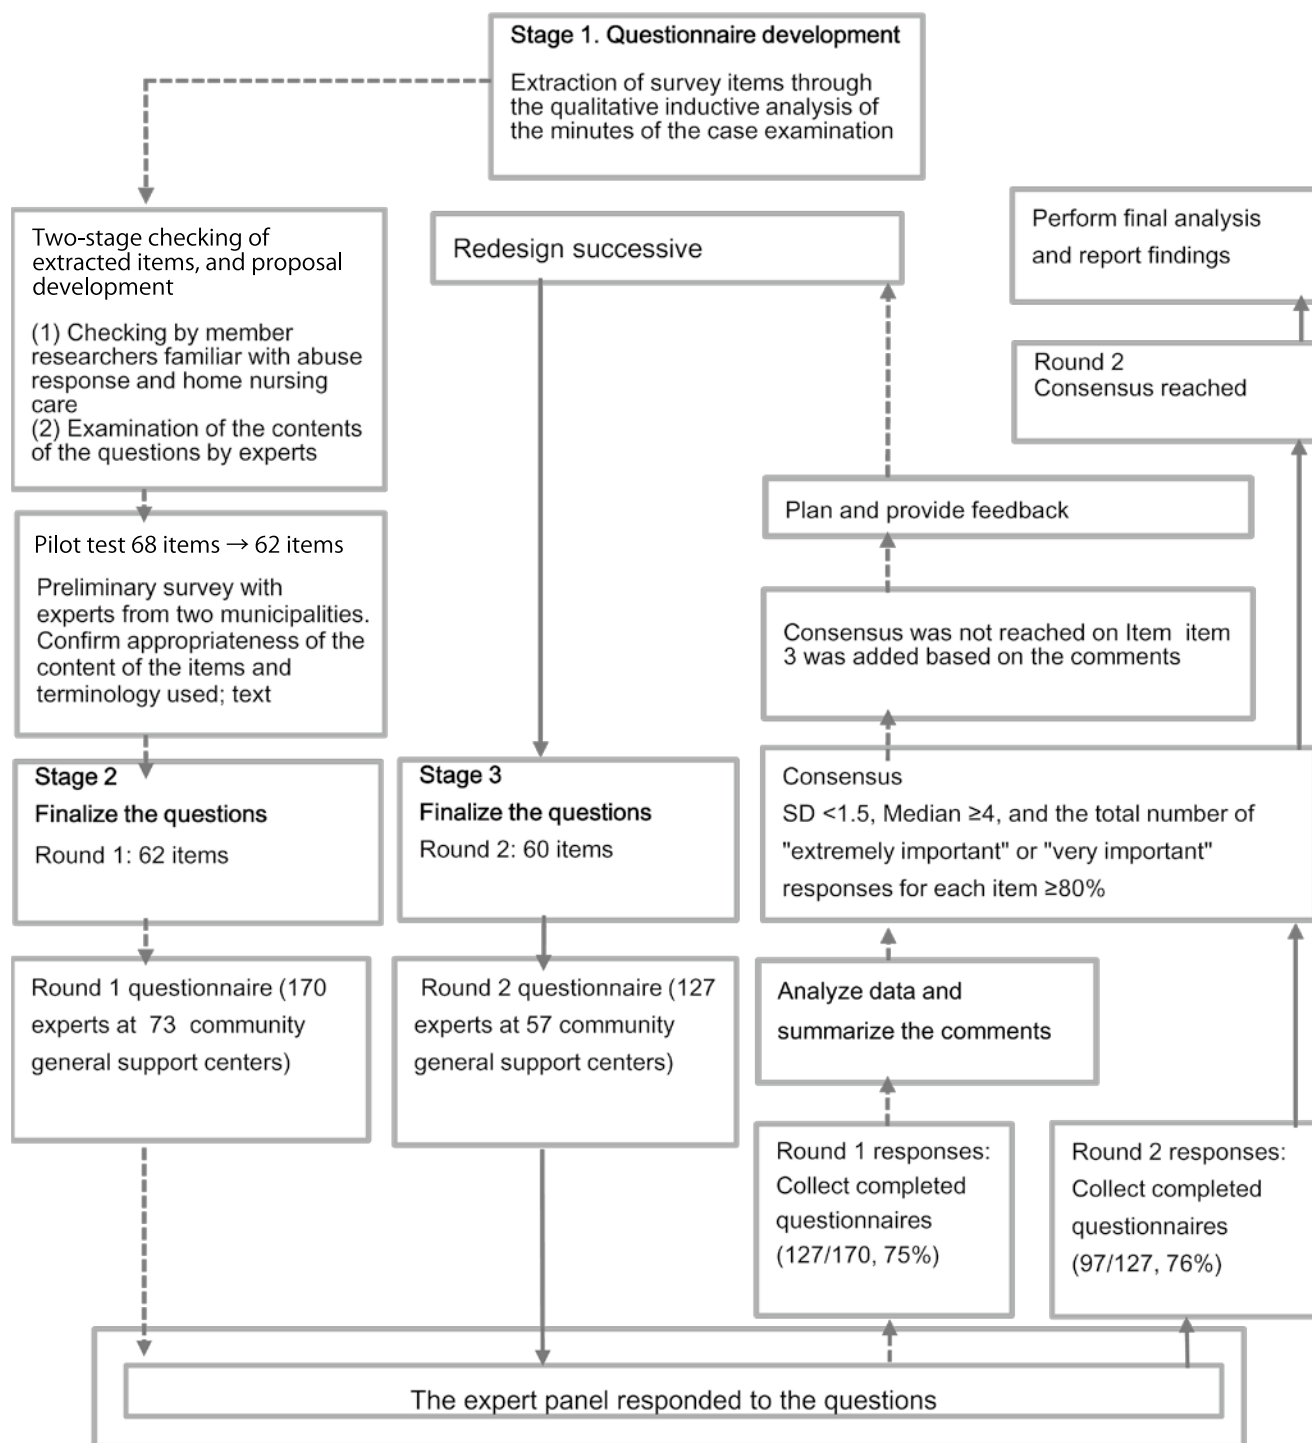 Stage 1. Questionnaire development
Extraction of survey items through
the qualitative inductive analysis of
the minutes of the case examination
Two-stage checking of
extracted items, and proposal
development
(1) Checking by member
researchers familiar with abuse
response and home nursing
care
(2) Examination of the contents
of the questions by experts
Pilot test 68 items → 62 items
Preliminary survey with
experts from two municipalities.
Confirm appropriateness of the
content of the items and
terminology used; text
Stage 2
Finalize the questions
Round 1: 62 items
Round 1 questionnaire (170
experts at 73 community
general support centers)
Redesign successive
Stage 3
Finalize the questions
Round 2: 60 items
Round 2 questionnaire (127
experts at 57 community
general support centers)
Perform final analysis
and report findings
Round 2
Consensus reached
Plan and provide feedback
Consensus was not reached on Item item
3 was added based on the comments
Consensus
SD <1.5, Median ≥4, and the total number of
"extremely important" or "very important"
responses for each item ≥80%
Analyze data and
summarize the comments
Round 1 responses:
Collect completed
questionnaires
(127/170, 75%)
Round 2 responses:
Collect completed
questionnaires
(97/127, 76%)
The expert panel responded to the questions